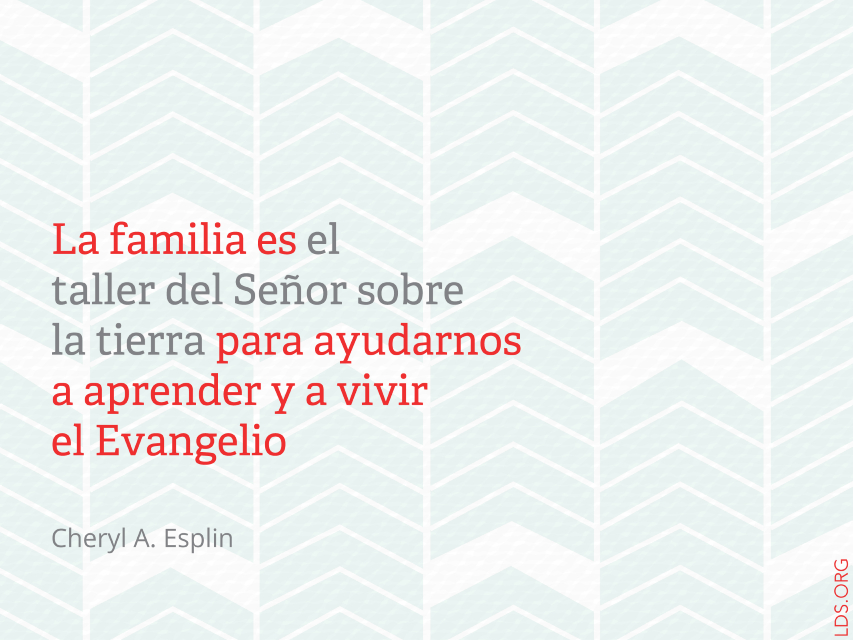 La familia es el
taller del Señor sobre
la tierra para ayudarnos
a aprender y a vivir
el Evangelio
Cheryl A. Esplin
LDS.ORG